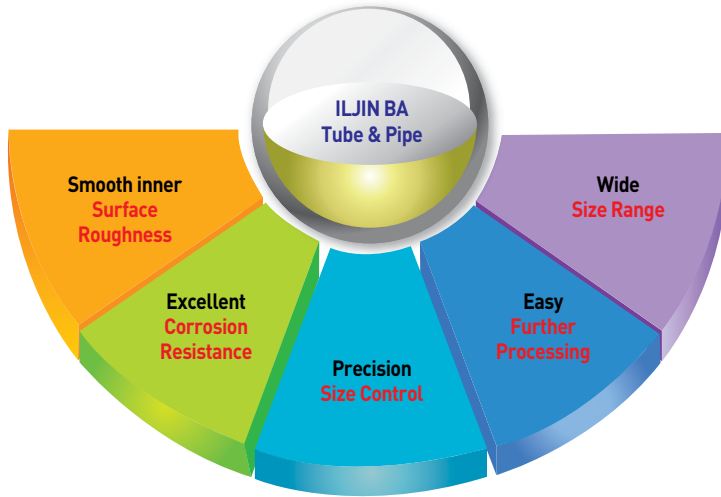 ILJIN BA
Tube & Pipe
Smooth inner
Surface
Roughness
Excellent
Corrosion
Resistance
Precision
Size Control
Easy
Further
Processing
Wide
Size Range